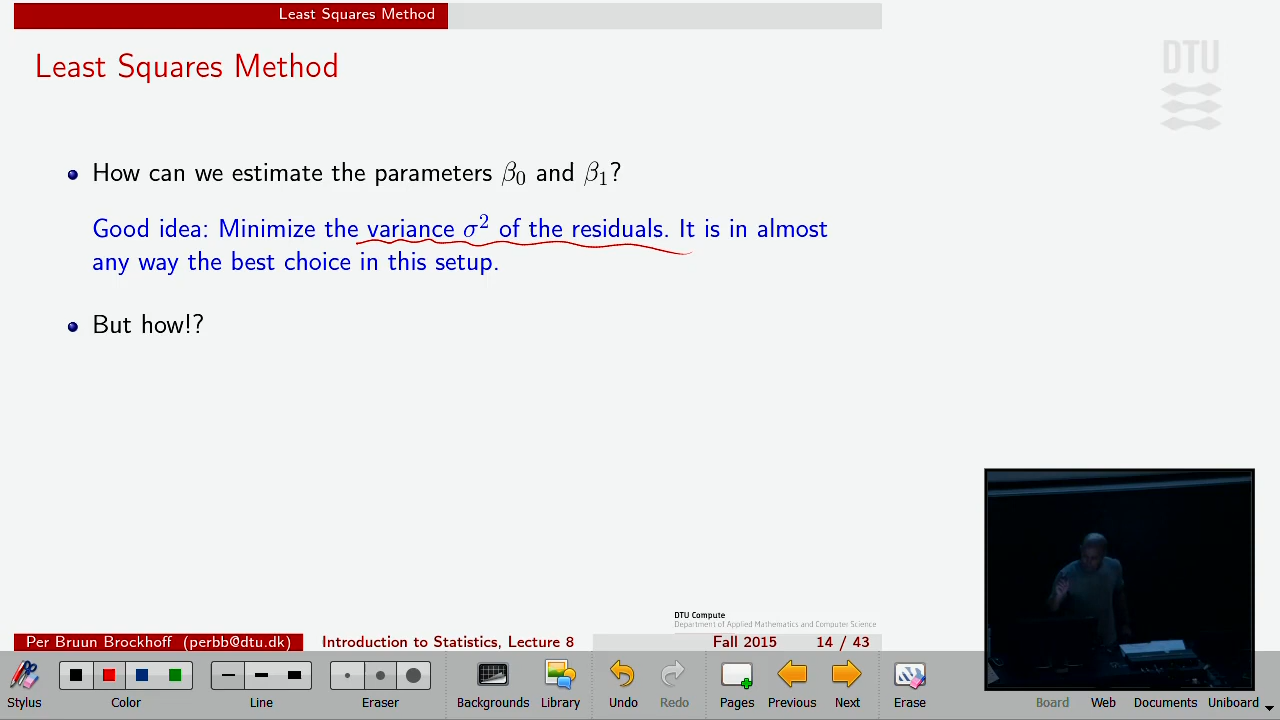 Least Squares Method
Least Squares Method
DTU
How can we estimate the parameters β₀ and β₁?
Good idea: Minimize the variance σ² of the residuals. It is in almost
any way the best choice in this setup.
But how!?
DTU Compute
Department of Applied Mathematics and Computer Science
Per Bruun Brockhoff (perbb@dtu.dk) Introduction to Statistics, Lecture 8 Fall 2015 14 / 43
Stylus Color Line Eraser Backgrounds Library Undo Redo Pages Previous Next Erase Board Web Documents Uniboard